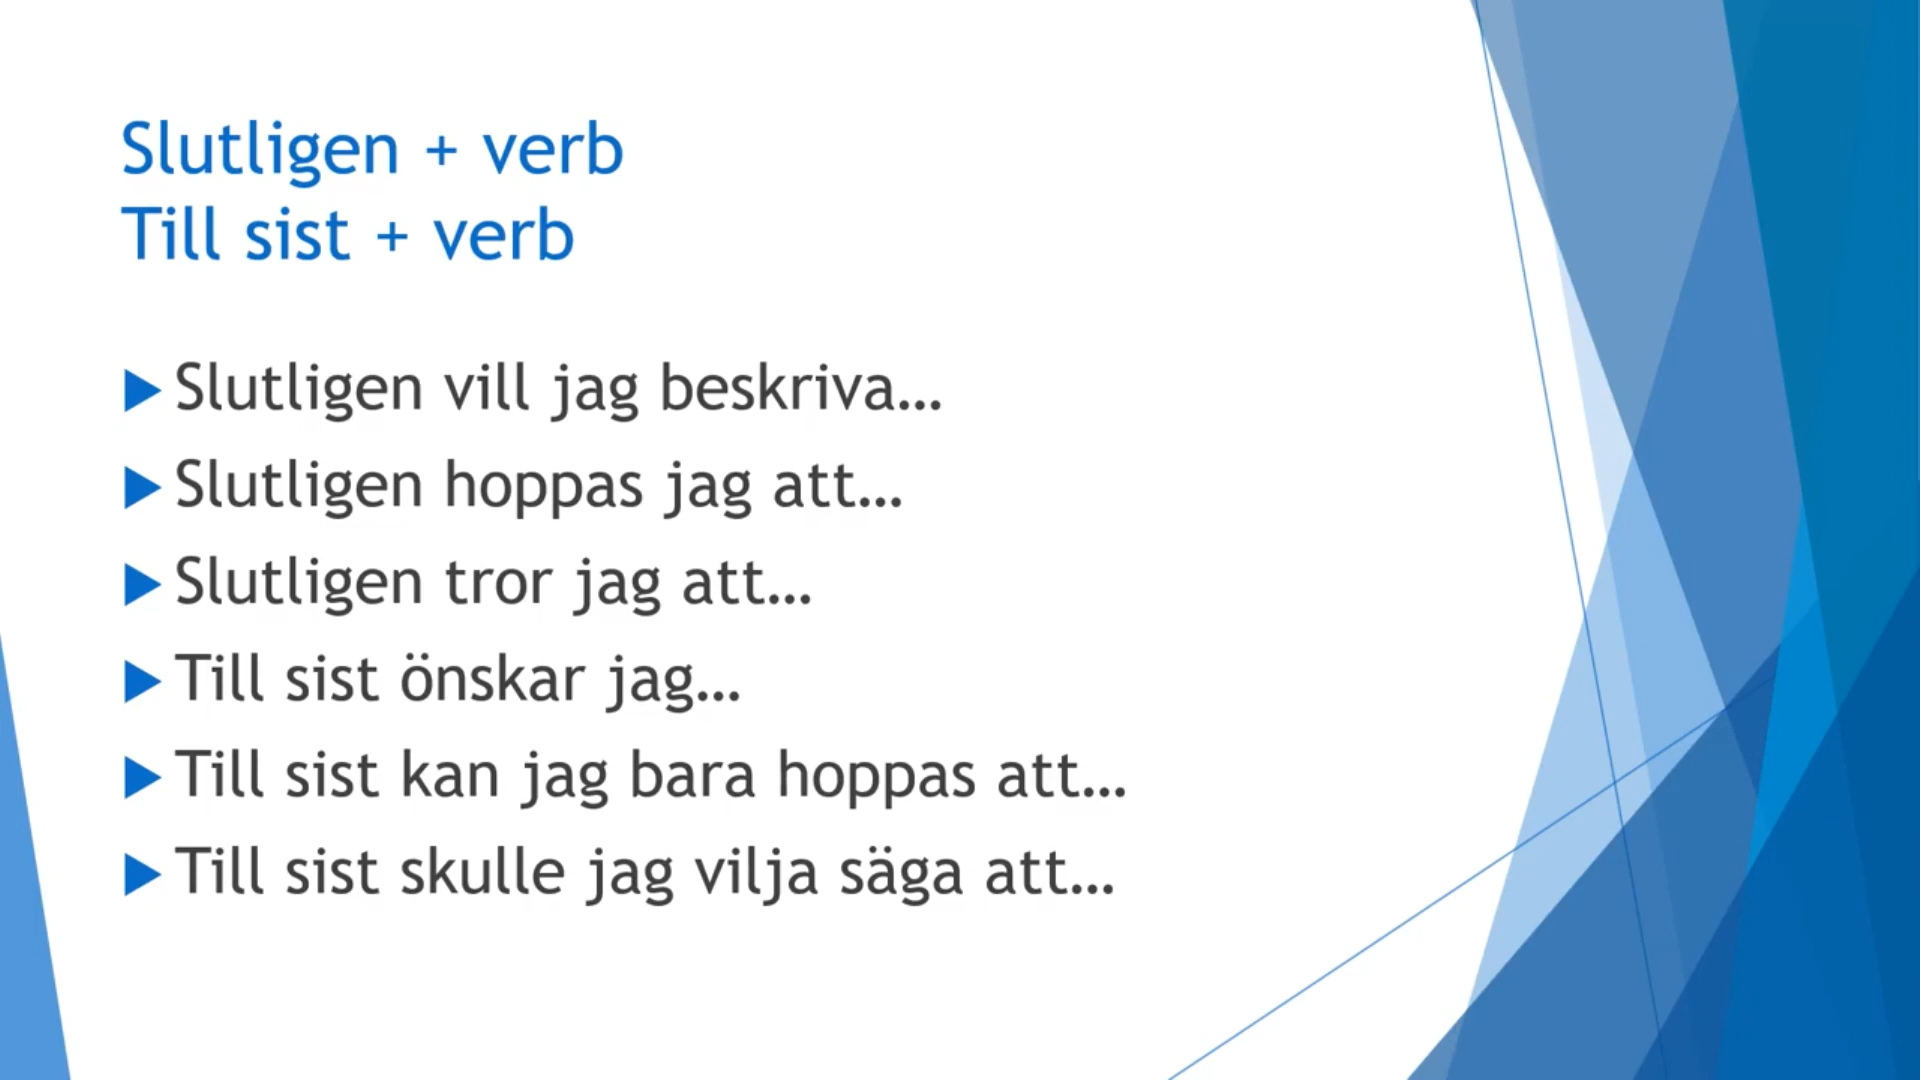 Slutligen + verb
Till sist + verb
Slutligen vill jag beskriva…
Slutligen hoppas jag att…
Slutligen tror jag att…
Till sist önskar jag…
Till sist kan jag bara hoppas att…
Till sist skulle jag vilja säga att…